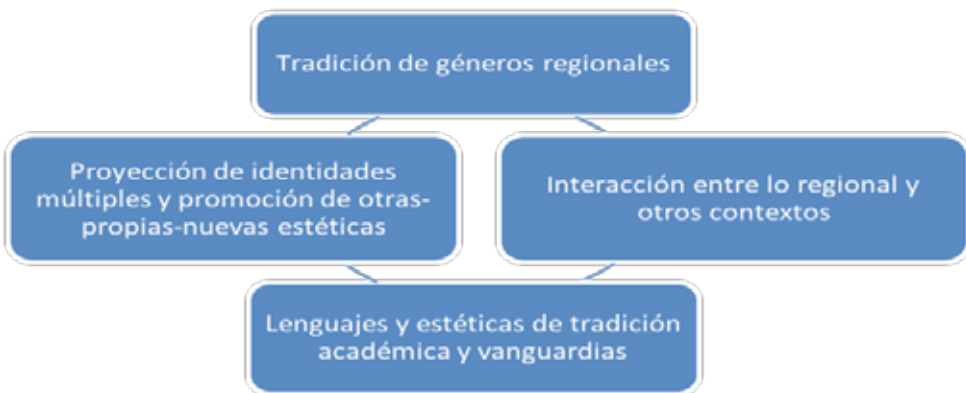 Tradición de géneros regionales
Proyección de identidades
múltiples y promoción de otras-
propias-nuevas estéticas
Interacción entre lo regional y
otros contextos
Lenguajes y estéticas de tradición
académica y vanguardias